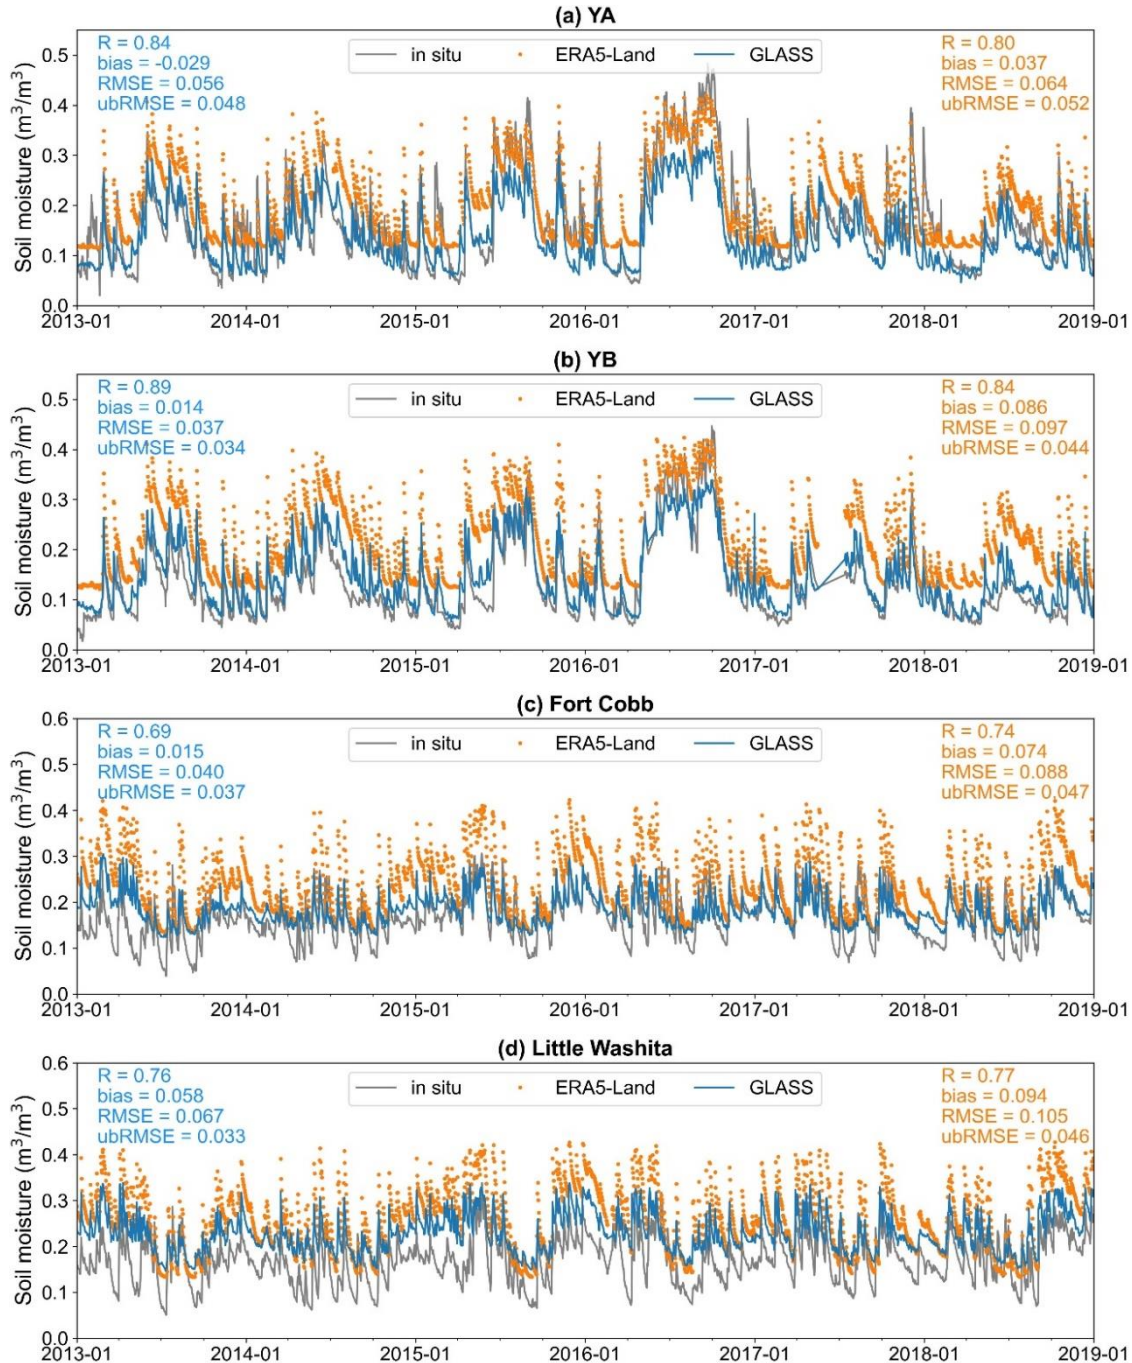 (a) YA
R = 0.84
bias = -0.029
RMSE = 0.056
ubRMSE = 0.048
in situ
ERA5-Land
GLASS
R = 0.80
bias = 0.037
RMSE = 0.064
ubRMSE = 0.052
Soil moisture (m³/m³)
0.5
0.4
0.3
0.2
0.1
0.0
2013-01
2014-01
2015-01
2016-01
2017-01
2018-01
2019-01
(b) YB
R = 0.89
bias = 0.014
RMSE = 0.037
ubRMSE = 0.034
in situ
ERA5-Land
GLASS
R = 0.84
bias = 0.086
RMSE = 0.097
ubRMSE = 0.044
Soil moisture (m³/m³)
0.5
0.4
0.3
0.2
0.1
0.0
2013-01
2014-01
2015-01
2016-01
2017-01
2018-01
2019-01
(c) Fort Cobb
R = 0.69
bias = 0.015
RMSE = 0.040
ubRMSE = 0.037
in situ
ERA5-Land
GLASS
R = 0.74
bias = 0.074
RMSE = 0.088
ubRMSE = 0.047
Soil moisture (m³/m³)
0.6
0.5
0.4
0.3
0.2
0.1
0.0
2013-01
2014-01
2015-01
2016-01
2017-01
2018-01
2019-01
(d) Little Washita
R = 0.76
bias = 0.058
RMSE = 0.067
ubRMSE = 0.033
in situ
ERA5-Land
GLASS
R = 0.77
bias = 0.094
RMSE = 0.105
ubRMSE = 0.046
Soil moisture (m³/m³)
0.6
0.5
0.4
0.3
0.2
0.1
0.0
2013-01
2014-01
2015-01
2016-01
2017-01
2018-01
2019-01